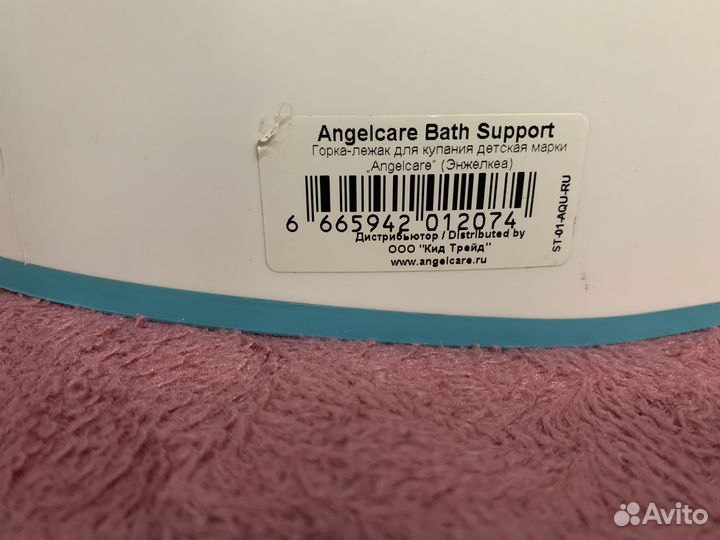 Angelcare Bath Support
Горка-лежак для купания детская марки
„Angelcare" (Энжелкеа)
6 665942 012074
Дистрибьютор / Distributed by
ООО "Кид Трейд"
www.angelcare.ru
ST-01-AQU-RU
Avito